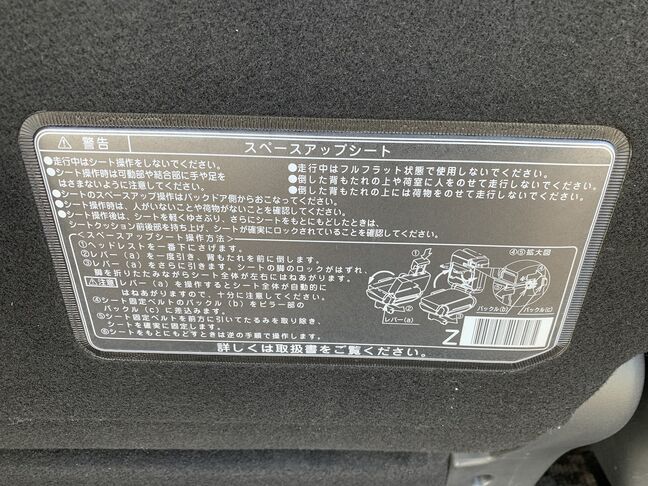 ⚠ 警告
スペースアップシート
●走行中はシート操作をしないでください。
●シート操作時は可動部や結合部に手や足を
はさまないように注意してください。
●シートのスペースアップ操作はバックドア側からおこなってください。
●シート操作時は、人がいないことや荷物がないことを確認してください。
●シート操作後は、シートを軽くゆさぶり、さらにシートをもとにもどしたときは、
シートクッション前後部を持ち上げ、シートが確実にロックされていることを確認ください。
●走行中はフルフラット状態で使用しないでください。
●倒した背もたれの上や荷室に人をのせて走行しないでください。
●倒した背もたれの上には荷物をのせて走行しないでください。
<スペースアップシート操作方法>
①ヘッドレストを一番下にさげます。
②レバー(a)を一度引き、背もたれを前に倒します。
③レバー(a)をさらに引きます。シートの脚のロックがはずれ、
脚を折りたたみながらシート全体が左右にはねあがります。
⚠注意 レバー(a)を操作するとシート全体が自動的に
はねあがりますので、十分に注意してください。
④シート固定ベルトのバックル(b)をピラー部の
バックル(c)に差込みます。
⑤シート固定ベルトを前方に引いてたるみを取り除き、
シートを確実に固定します。
⑥シートをもとにもどすときは逆の手順で操作します。
④⑤拡大図
①
②
レバー(a)
バックル(b)
バックル(c)
Z
詳しくは取扱書をご覧ください。